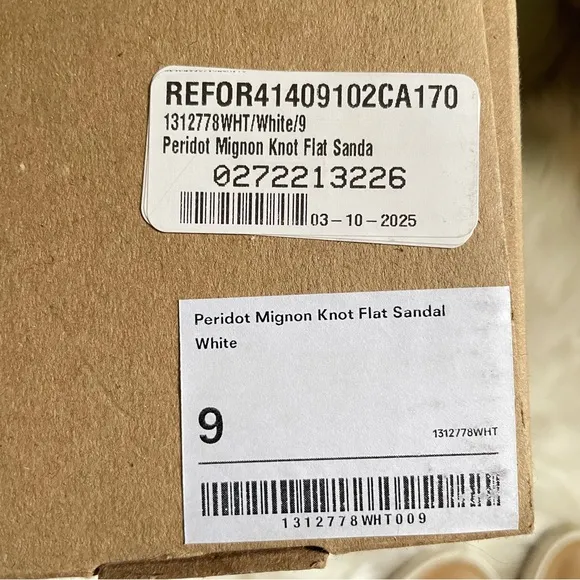 REFOR41409102CA170
1312778WHT/White/9
Peridot Mignon Knot Flat Sanda
0272213226
03-10-2025
Peridot Mignon Knot Flat Sandal
White
9
1312778WHT
1312778WHT009